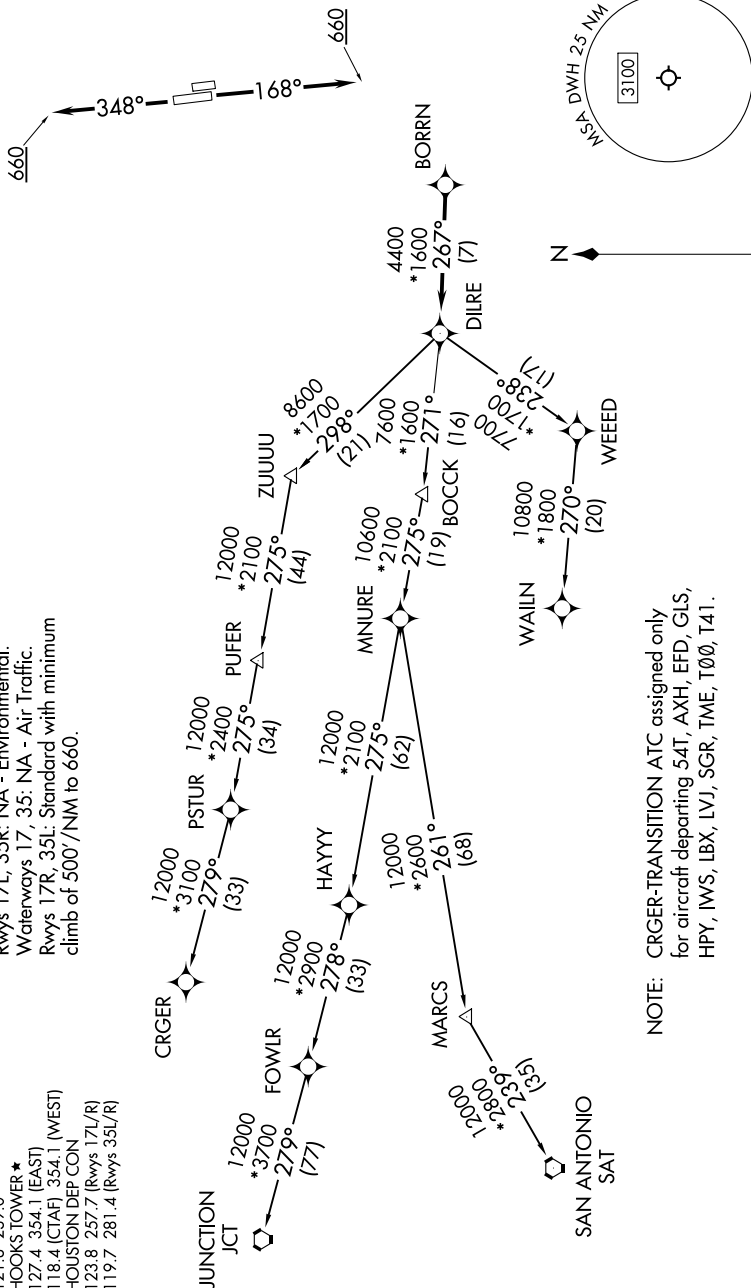 121.8 239.0
HOOKS TOWER★
127.4 354.1 (EAST)
118.4 (CTAF) 354.1 (WEST)
HOUSTON DEP CON
123.8 257.7 (Rwys 17L/R)
119.7 281.4 (Rwys 35L/R)
Rwys 17L, 35R: NA - Environmental.
Waterways 17, 35: NA - Air Traffic.
Rwys 17R, 35L: Standard with minimum
climb of 500'/NM to 660.
660
348°
168°
660
MSA DWH 25 NM
3100
N
BORRN
4400
*1600
267°
(7)
DILRE
8600
*1700
298°
(21)
ZUUUU
12000
*2100
275°
(44)
PUFER
12000
*2400
275°
(34)
PSTUR
12000
*3100
279°
(33)
CRGER
7600
*1600
271°
(16)
BOCCK
10600
*2100
275°
(19)
MNURE
12000
*2100
275°
(62)
HAYYY
12000
*2900
278°
(33)
FOWLR
12000
*3700
279°
(77)
JUNCTION
JCT
12000
*2600
261°
(68)
MARCS
12000
*2800
239°
(35)
SAN ANTONIO
SAT
7700
*1700
238°
(17)
WEEED
10800
*1800
270°
(20)
WAILN
NOTE: CRGER-TRANSITION ATC assigned only
for aircraft departing 54T, AXH, EFD, GLS,
HPY, IWS, LBX, LVJ, SGR, TME, TØØ, T41.